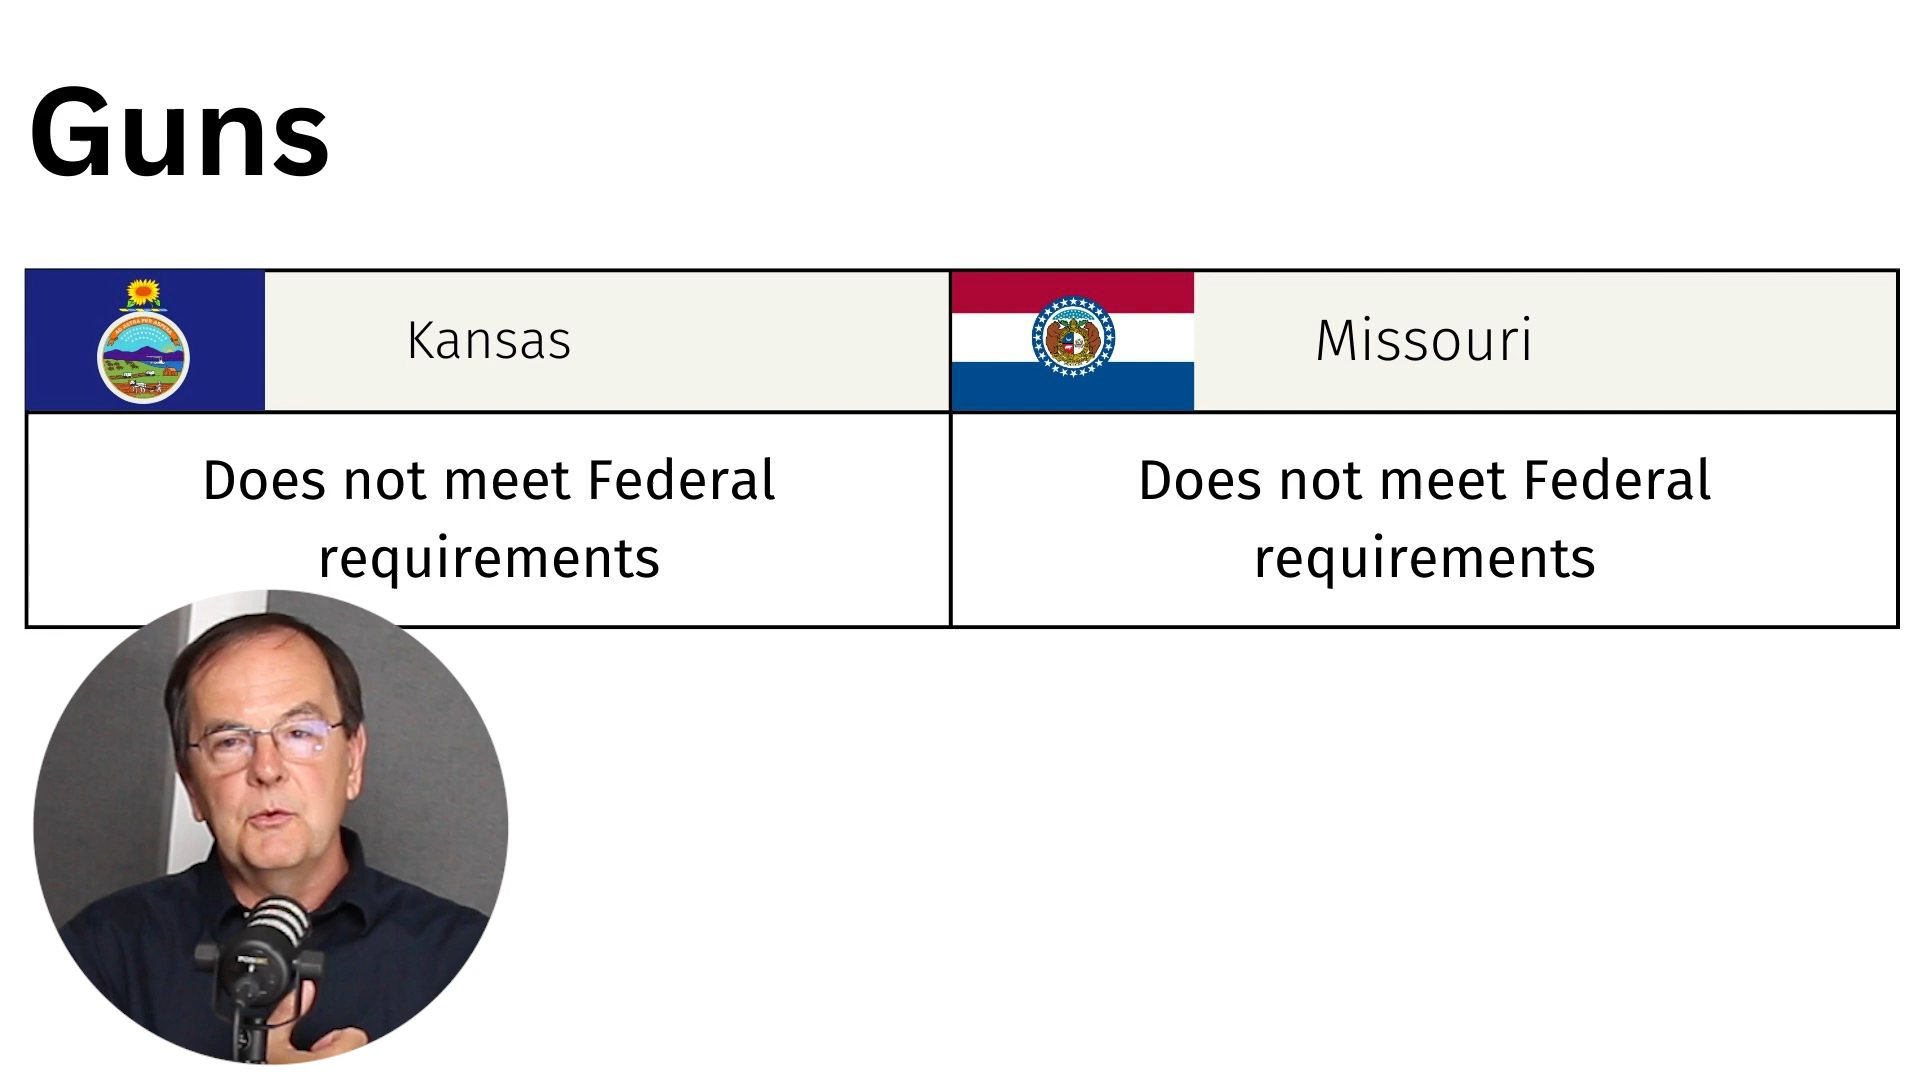 Guns
Kansas
Missouri
Does not meet Federal
requirements
Does not meet Federal
requirements